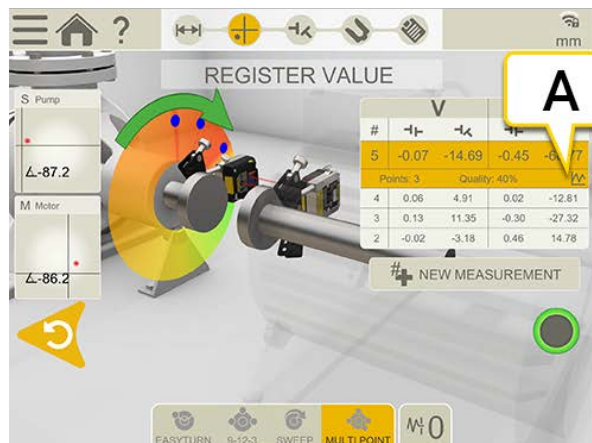 ?
mm
REGISTER VALUE
S Pump
-87.2
M Motor
-86.2
A
V
#
5 -0.07 -14.69 -0.45
Points: 3 Quality: 40%
4 0.06 4.91 0.02 -12.81
3 0.13 11.35 -0.30 -27.32
2 -0.02 -3.18 0.46 14.78
# NEW MEASUREMENT
EASYTURN 9-12-3 SWEEP MULTI POINT 0